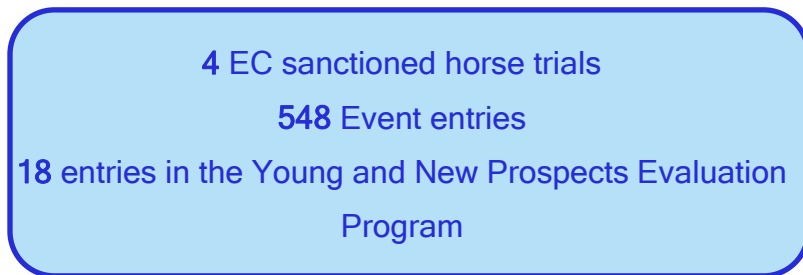 4 EC sanctioned horse trials
548 Event entries
18 entries in the Young and New Prospects Evaluation
Program